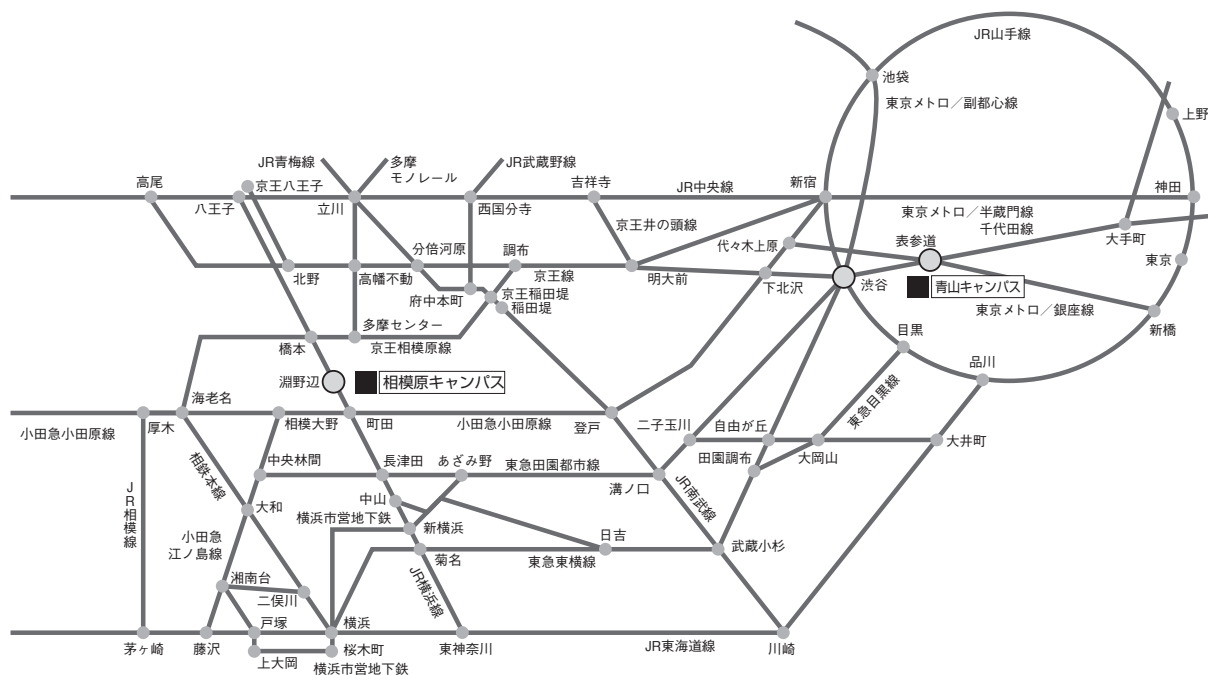 JR山手線
池袋
東京メトロ／副都心線
上野
JR青梅線
多摩
モノレール
JR武蔵野線
高尾
京王八王子
八王子
立川
西国分寺
吉祥寺
JR中央線
新宿
神田
京王井の頭線
東京メトロ／半蔵門線
千代田線
代々木上原
表参道
大手町
分倍河原
調布
京王線
北野
高幡不動
明大前
下北沢
渋谷
東京
青山キャンパス
府中本町
京王稲田堤
稲田堤
東京メトロ／銀座線
新橋
多摩センター
橋本
京王相模原線
目黒
品川
淵野辺
相模原キャンパス
東急目黒線
海老名
小田急小田原線
厚木
相模大野
町田
小田急小田原線
登戸
二子玉川
自由が丘
大井町
田園調布
大岡山
相鉄本線
中央林間
長津田
あざみ野
東急田園都市線
溝ノ口
JR南武線
JR相模線
大和
中山
横浜市営地下鉄
新横浜
日吉
武蔵小杉
小田急
江ノ島線
菊名
東急東横線
JR横浜線
湘南台
二俣川
戸塚
横浜
茅ヶ崎
藤沢
上大岡
桜木町
横浜市営地下鉄
東神奈川
JR東海道線
川崎